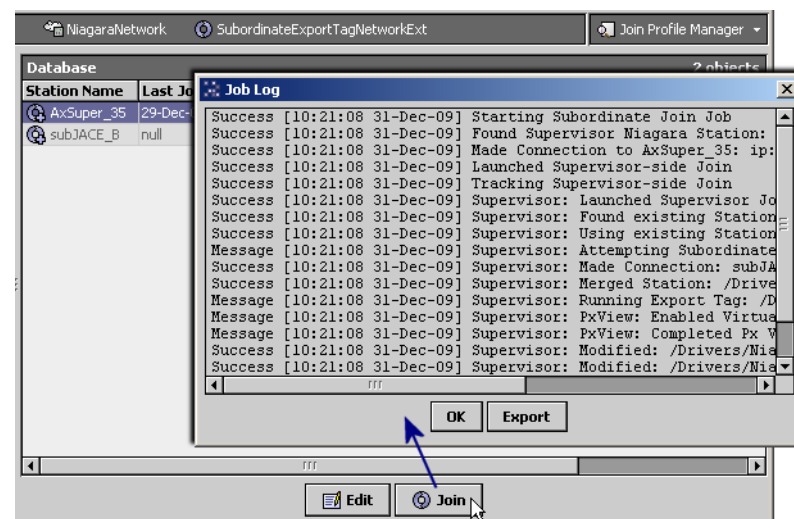 NiagaraNetwork SubordinateExportTagNetworkExt Join Profile Manager
Database 2 objects
Station Name Last Jo
AxSuper_35 29-Dec-
subJACE_B null
Job Log
Success [10:21:08 31-Dec-09] Starting Subordinate Join Job
Success [10:21:08 31-Dec-09] Found Supervisor Niagara Station:
Success [10:21:08 31-Dec-09] Made Connection to AxSuper_35: ip:
Success [10:21:08 31-Dec-09] Launched Supervisor-side Join
Success [10:21:08 31-Dec-09] Tracking Supervisor-side Join
Success [10:21:08 31-Dec-09] Supervisor: Launched Supervisor Jo
Success [10:21:08 31-Dec-09] Supervisor: Found existing Station
Success [10:21:08 31-Dec-09] Supervisor: Using existing Station
Message [10:21:08 31-Dec-09] Supervisor: Attempting Subordinate
Success [10:21:08 31-Dec-09] Supervisor: Made Connection: subJA
Success [10:21:08 31-Dec-09] Supervisor: Merged Station: /Drive
Message [10:21:08 31-Dec-09] Supervisor: Running Export Tag: /D
Message [10:21:08 31-Dec-09] Supervisor: PxView: Enabled Virtua
Message [10:21:08 31-Dec-09] Supervisor: PxView: Completed Px V
Success [10:21:08 31-Dec-09] Supervisor: Modified: /Drivers/Nia
Success [10:21:08 31-Dec-09] Supervisor: Modified: /Drivers/Nia
OK Export
Edit Join